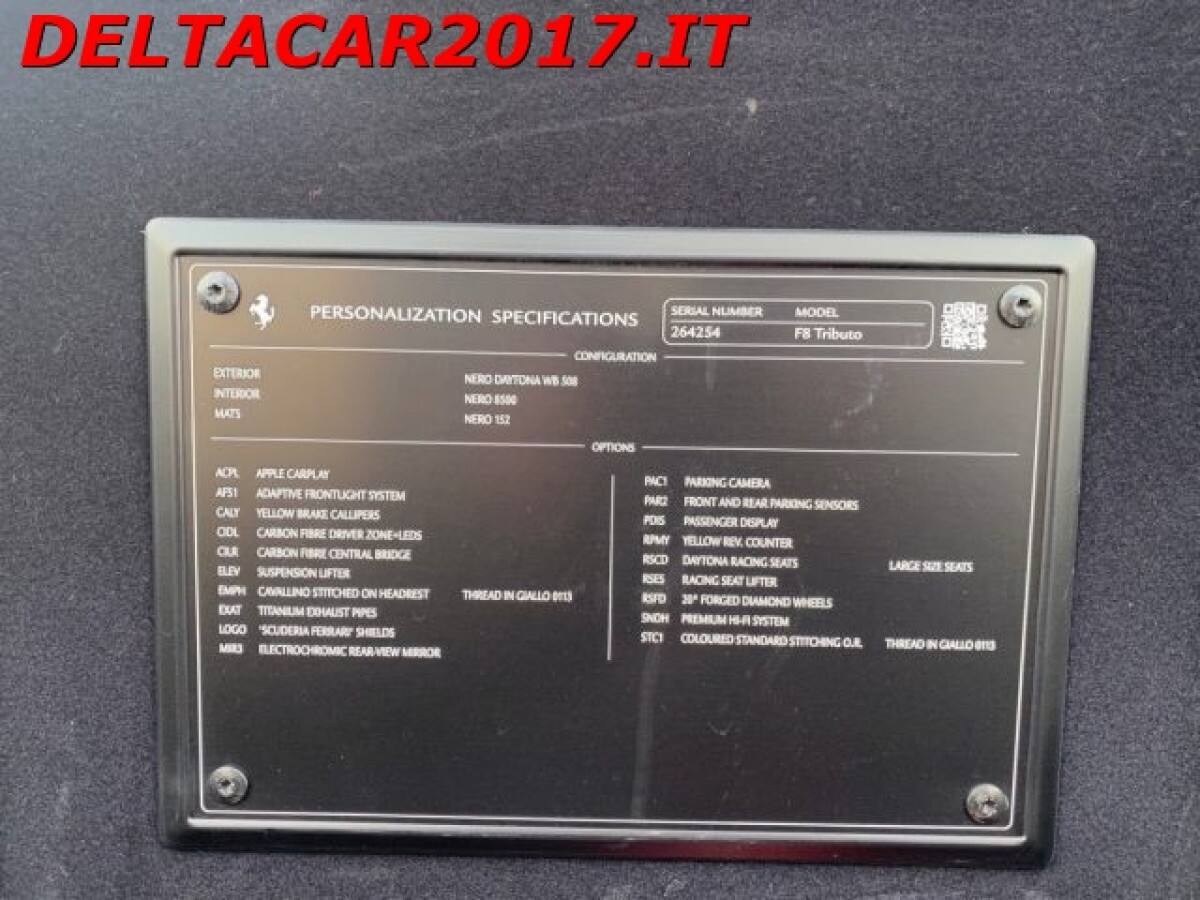 DELTACAR2017.IT
PERSONALIZATION SPECIFICATIONS
SERIAL NUMBER MODEL
264254 F8 Tributo
CONFIGURATION
EXTERIOR NERO DAYTONA WB 508
INTERIOR NERO 8500
MATS NERO 152
OPTIONS
ACPL APPLE CARPLAY
AFS1 ADAPTIVE FRONTLIGHT SYSTEM
CALY YELLOW BRAKE CALLIPERS
CIDL CARBON FIBRE DRIVER ZONE+LEDS
CILR CARBON FIBRE CENTRAL BRIDGE
ELEV SUSPENSION LIFTER
EMPH CAVALLINO STITCHED ON HEADREST THREAD IN GIALLO 0113
EXAT TITANIUM EXHAUST PIPES
LOGO "SCUDERIA FERRARI" SHIELDS
MIR3 ELECTROCHROMIC REAR-VIEW MIRROR
PAC1 PARKING CAMERA
PAR2 FRONT AND REAR PARKING SENSORS
PDIS PASSENGER DISPLAY
RPMY YELLOW REV. COUNTER
RSCD DAYTONA RACING SEATS LARGE SIZE SEATS
RSES RACING SEAT LIFTER
RSFD 20" FORGED DIAMOND WHEELS
SNDH PREMIUM HI-FI SYSTEM
STC1 COLOURED STANDARD STITCHING O.R. THREAD IN GIALLO 0113